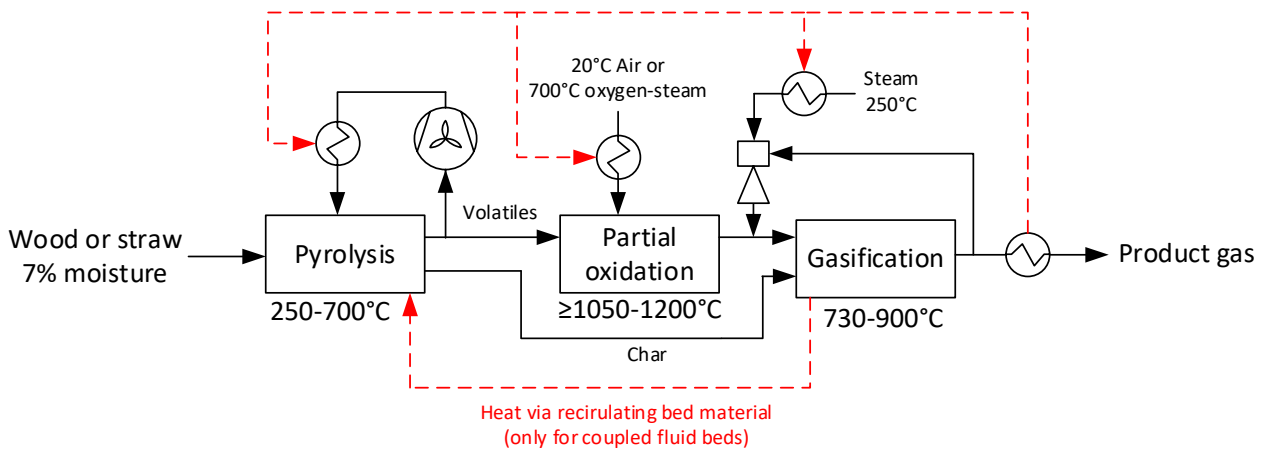 20°C Air or
700°C oxygen-steam
Steam
250°C
Volatiles
Wood or straw
7% moisture
Pyrolysis
250-700°C
Partial
oxidation
≥1050-1200°C
Gasification
730-900°C
Product gas
Char
Heat via recirulating bed material
(only for coupled fluid beds)